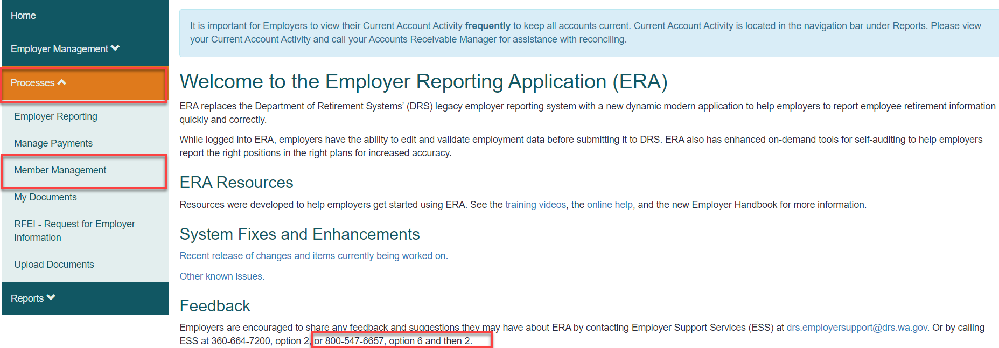 Home
Employer Management
Processes
Employer Reporting
Manage Payments
Member Management
My Documents
RFEI - Request for Employer
Information
Upload Documents
Reports
It is important for Employers to view their Current Account Activity frequently to keep all accounts current. Current Account Activity is located in the navigation bar under Reports. Please view
your Current Account Activity and call your Accounts Receivable Manager for assistance with reconciling.
Welcome to the Employer Reporting Application (ERA)
ERA replaces the Department of Retirement Systems’ (DRS) legacy employer reporting system with a new dynamic modern application to help employers to report employee retirement information
quickly and correctly.
While logged into ERA, employers have the ability to edit and validate employment data before submitting it to DRS. ERA also has enhanced on-demand tools for self-auditing to help employers
report the right positions in the right plans for increased accuracy.
ERA Resources
Resources were developed to help employers get started using ERA. See the training videos, the online help, and the new Employer Handbook for more information.
System Fixes and Enhancements
Recent release of changes and items currently being worked on.
Other known issues.
Feedback
Employers are encouraged to share any feedback and suggestions they may have about ERA by contacting Employer Support Services (ESS) at drs.employersupport@drs.wa.gov. Or by calling
ESS at 360-664-7200, option 2, or 800-547-6657, option 6 and then 2.